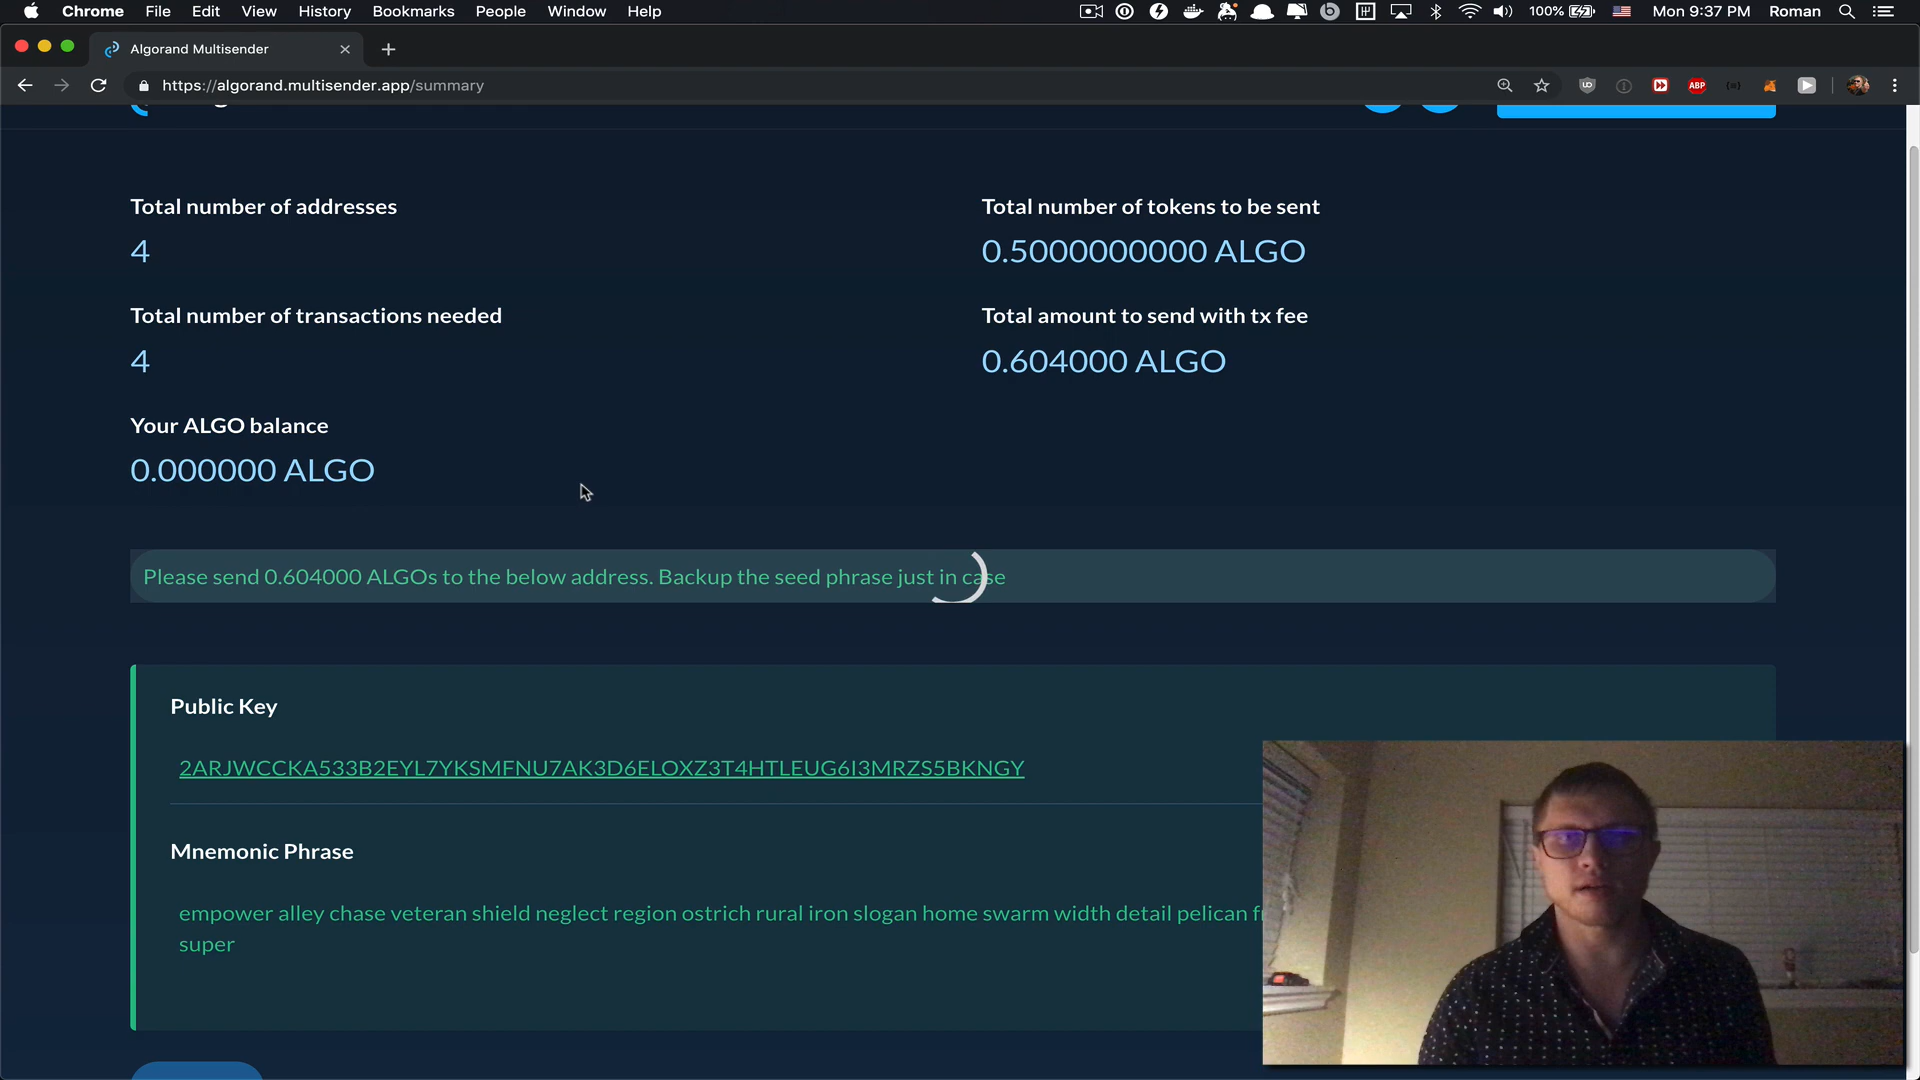 Chrome File Edit View History Bookmarks People Window Help 100% Mon 9:37 PM Roman
Algorand Multisender
https://algorand.multisender.app/summary
ABP
Total number of addresses
4
Total number of tokens to be sent
0.5000000000 ALGO
Total number of transactions needed
4
Total amount to send with tx fee
0.604000 ALGO
Your ALGO balance
0.000000 ALGO
Please send 0.604000 ALGOs to the below address. Backup the seed phrase just in case
Public Key
2ARJWCCKA533B2EYL7YKSMFNU7AK3D6ELOXZ3T4HTLEUG6I3MRZS5BKNGY
Mnemonic Phrase
empower alley chase veteran shield neglect region ostrich rural iron slogan home swarm width detail pelican
super